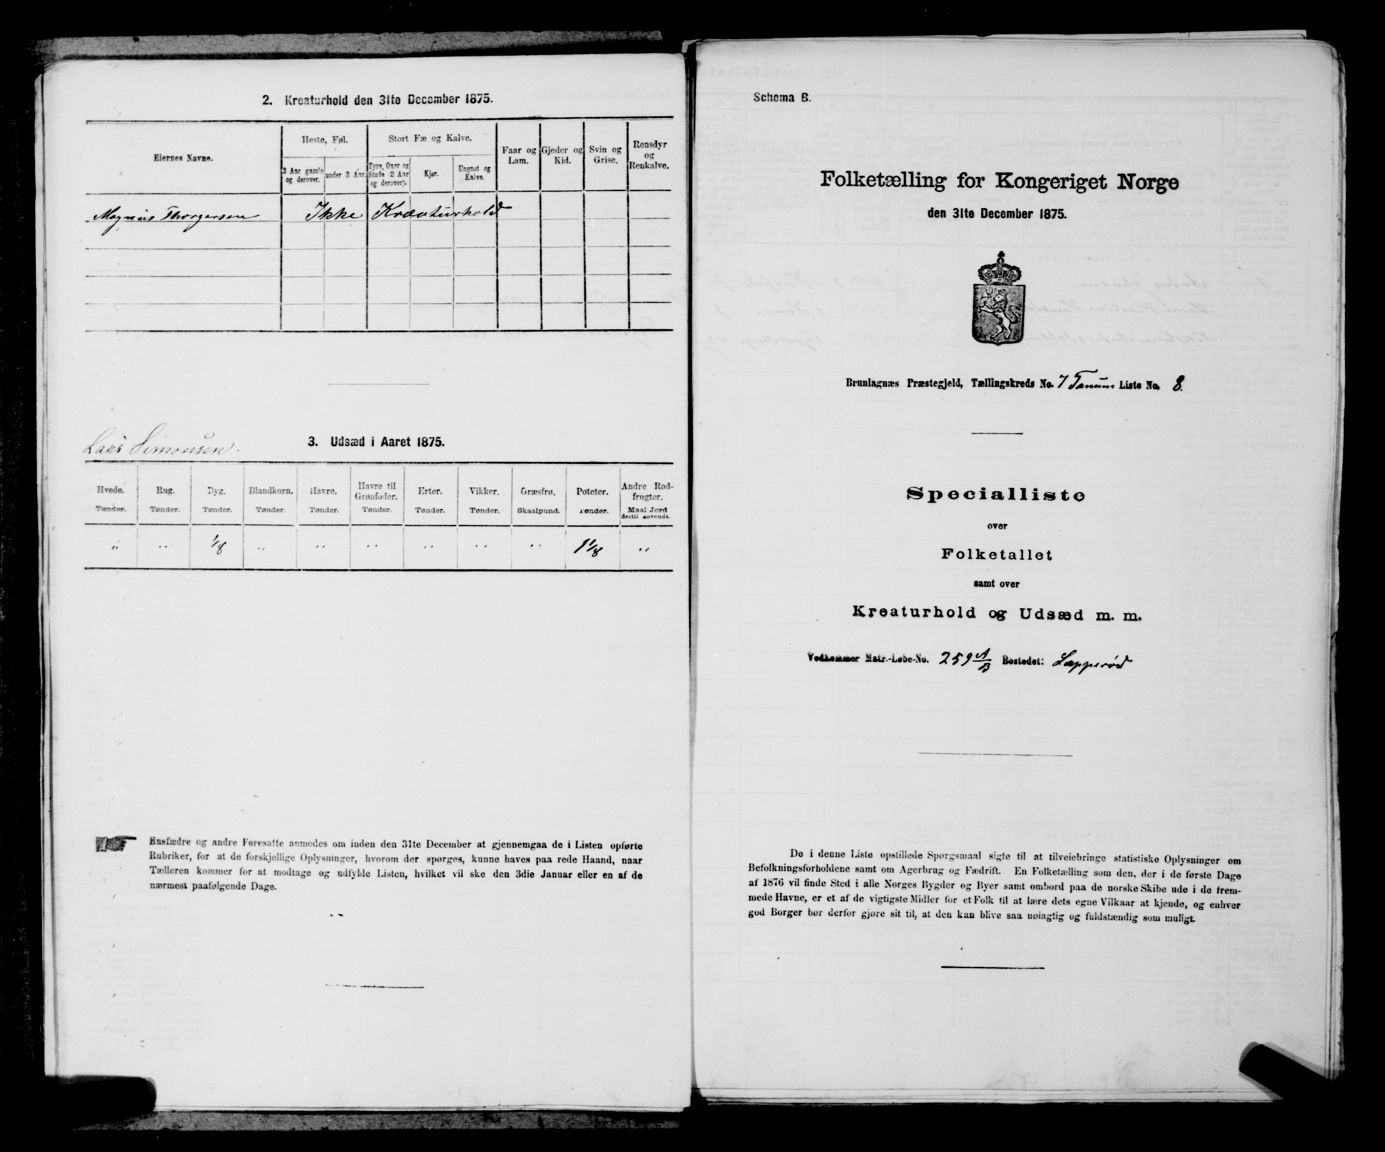 2. Kreaturhold den 31te December 1875.
Eiernes Navne.
Heste, Føl.
Stort Fæ og Kalve.
Faar og Lam.
Gjeder og Kid.
Svin og Grise.
Rensdyr og Renkalve.
3 Aar gamle og derover.
under 3 Aar.
Tyre, Oxer og Stude (2 Aar og derover).
Kjør.
Ungnøt og Kalve.
Magnus Thorgersen Ikke Kreaturhold
Lars Simonsen.
3. Udsæd i Aaret 1875.
Hvede. Rug. Byg. Blandkorn. Havre. Havre til Grønfoder. Erter. Vikker. Græsfrø. Poteter. Andre Rodfrugter.
Tønder. Tønder. Tønder. Tønder. Tønder. Tønder. Tønder. Tønder. Skaalpund. Tønder. Maal Jord dertil anvendt.
" " 1/8 " " " " " " 1 1/8 "
Husfædre og andre Foresatte anmodes om inden den 31te December at gjennemgaa de i Listen opførte
Rubriker, for at de forskjellige Oplysninger, hvorom der spørges, kunne haves paa rede Haand, naar
Tælleren kommer for at modtage og udfylde Listen, hvilket vil ske den 3die Januar eller en af de
nærmest paafølgende Dage.
Schema B.
Folketælling for Kongeriget Norge
den 31te December 1875.
Brunlagnæs Præstegjeld, Tællingskreds No. 7 Tanum Liste No. 8.
Specialliste
over
Folketallet
samt over
Kreaturhold og Udsæd m. m.
Vedkommer Matr.-Løbe-No. 259 A/B Bostedet: Lapperød
De i denne Liste opstillede Spørgsmaal sigte til at tilveiebringe statistiske Oplysninger om
Befolkningsforholdene samt om Agerbrug og Fædrift. En Folketælling som den, der i de første Dage
af 1876 vil finde Sted i alle Norges Bygder og Byer samt ombord paa de norske Skibe ude i de frem-
mede Havne, er et af de vigtigste Midler for et Folk til at lære dets egne Vilkaar at kjende, og enhver
god Borger bør derfor gjøre sit til, at den kan blive saa nøiagtig og fuldstændig som muligt.